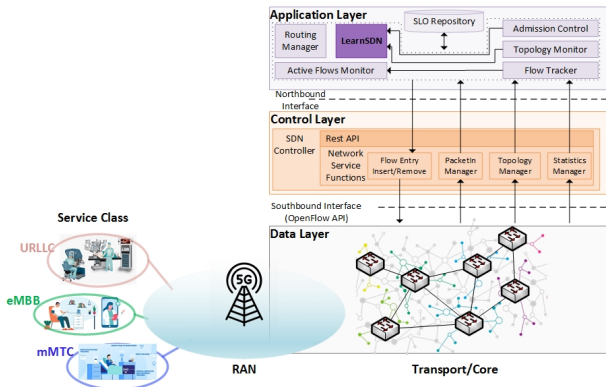 Application Layer
SLO Repository
Routing
Manager
LearnSDN
Admission Control
Topology Monitor
Active Flows Monitor
Flow Tracker
Northbound
Interface
Control Layer
SDN
Controller
Rest API
Network
Service
Functions
Flow Entry
Insert/Remove
PacketIn
Manager
Topology
Manager
Statistics
Manager
Southbound Interface
(OpenFlow API)
Service Class
Data Layer
URLLC
eMBB
mMTC
5G
RAN
Transport/Core